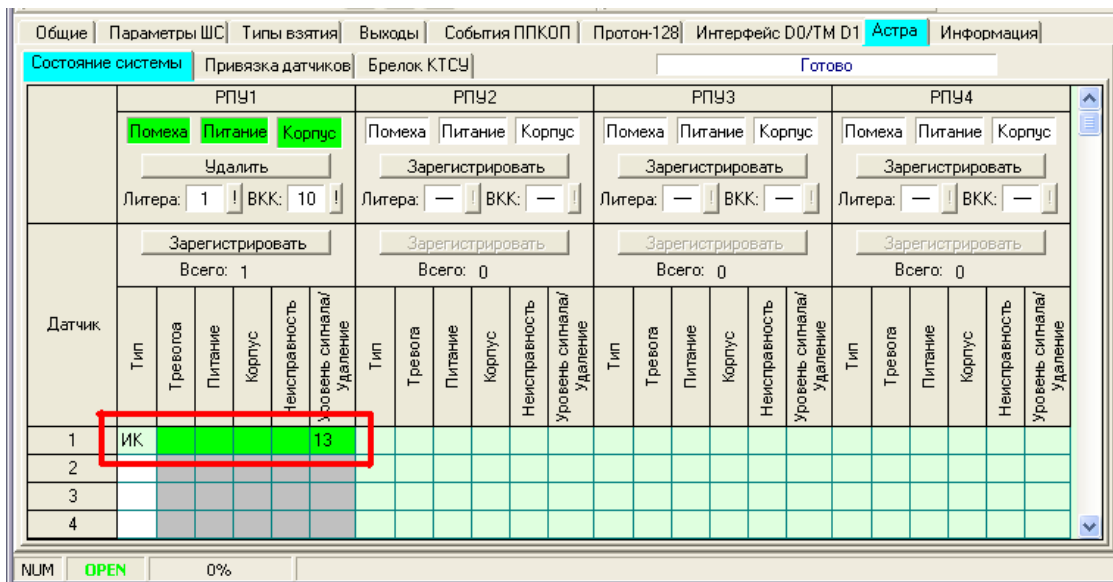 Общие Параметры ШС Типы взятия Выходы События ППКОП Протон-128 Интерфейс D0/TM D1 Астра Информация
Состояние системы Привязка датчиков Брелок КТСУ Готово
РПУ1 РПУ2 РПУ3 РПУ4
Помеха Питание Корпус Помеха Питание Корпус Помеха Питание Корпус Помеха Питание Корпус
Удалить Зарегистрировать Зарегистрировать Зарегистрировать
Литера: 1 ! ВКК: 10 ! Литера: — ! ВКК: — ! Литера: — ! ВКК: — ! Литера: — ! ВКК: — !
Зарегистрировать Зарегистрировать Зарегистрировать Зарегистрировать
Всего: 1 Всего: 0 Всего: 0 Всего: 0
Датчик Тип Тревогоа Питание Корпус Неисправность Уровень сигнала/ Удаление Тип Тревога Питание Корпус Неисправность Уровень сигнала/ Удаление Тип Тревога Питание Корпус Неисправность Уровень сигнала/ Удаление Тип Тревога Питание Корпус Неисправность Уровень сигнала/ Удаление
1 ИК 13
2
3
4
NUM OPEN 0%